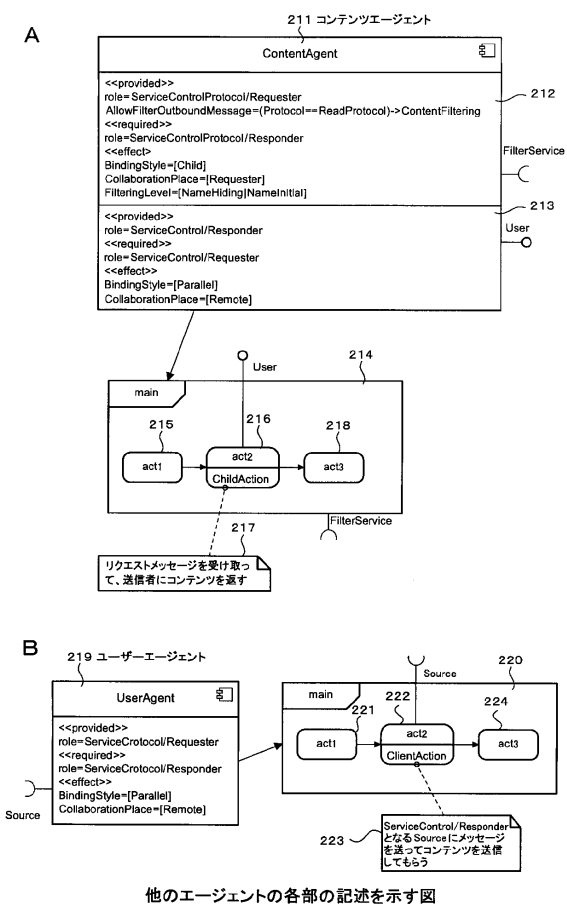 A
211 コンテンツエージェント
ContentAgent
<<provided>>
role=ServiceControlProtocol/Requester
AllowFilterOutboundMessage=(Protocol==ReadProtocol)->ContentFiltering
<<required>>
role=ServiceControlProtocol/Responder
<<effect>
BindingStyle=[Child]
CollaborationPlace=[Requester]
FilteringLevel=[NameHiding|NameInitial]
212
FilterService
<<provided>>
role=ServiceControl/Responder
<<required>>
role=ServiceControl/Requester
<<effect>>
BindingStyle=[Parallel]
CollaborationPlace=[Remote]
213
User
User
214
main
215
216
218
act1
act2
ChildAction
act3
FilterService
217
リクエストメッセージを受け取っ
て、送信者にコンテンツを返す
B
219 ユーザーエージェント
UserAgent
<<provided>>
role=ServiceCrotocol/Requester
<<required>>
role=ServiceCrotocol/Responder
<<effect>>
BindingStyle=[Parallel]
CollaborationPlace=[Remote]
Source
Source
220
main
221
222
224
act1
act2
ClientAction
act3
223
ServiceControl/Responder
となるSourceにメッセージ
を送ってコンテンツを送信
してもらう
他のエージェントの各部の記述を示す図